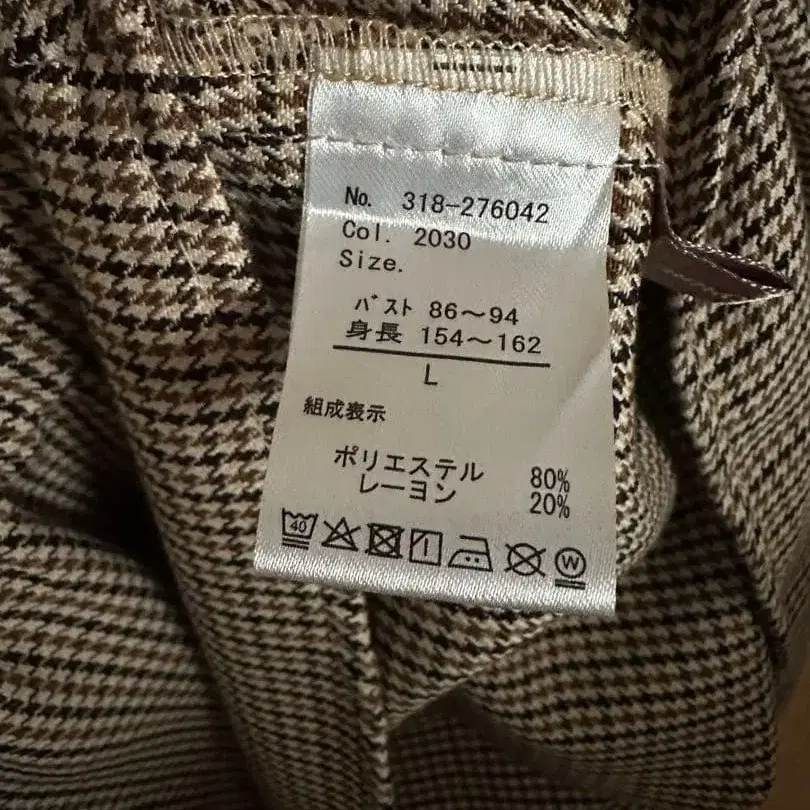 No. 318-276042
Col. 2030
Size.
バスト 86～94
身長 154～162
L
組成表示
ポリエステル 80%
レーヨン 20%
40 W